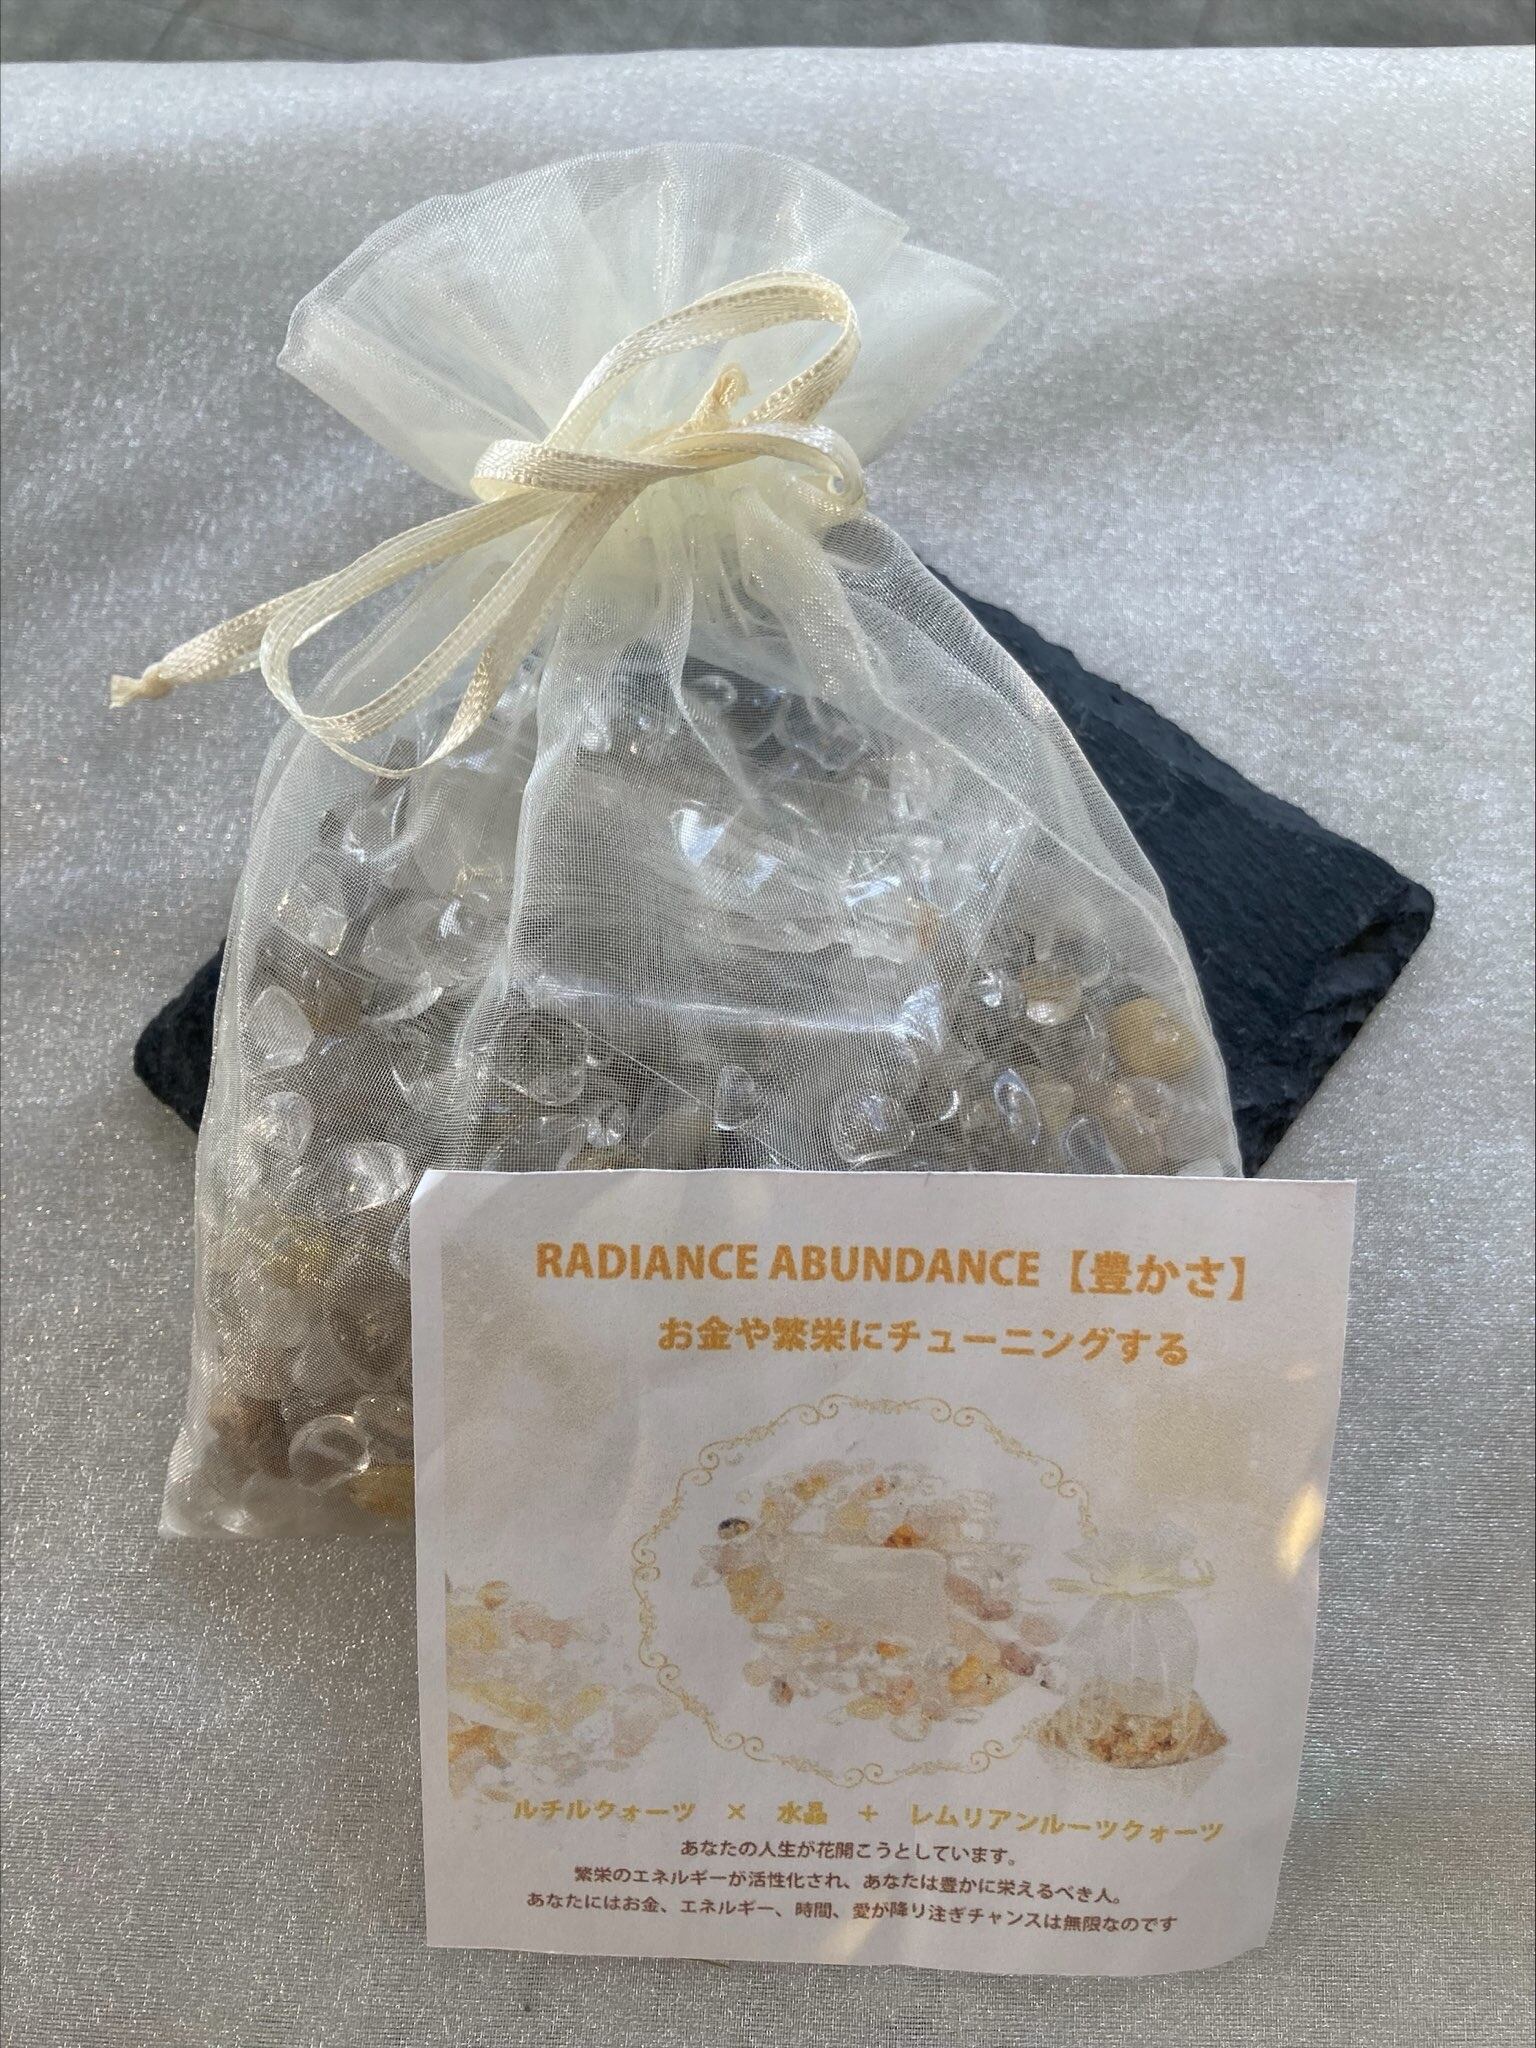 RADIANCE ABUNDANCE【豊かさ】
お金や繁栄にチューニングする
ルチルクォーツ × 水晶 + レムリアンルーツクォーツ
あなたの人生が花開こうとしています。
繁栄のエネルギーが活性化され、あなたは豊かに栄えるべき人。
あなたにはお金、エネルギー、時間、愛が降り注ぎチャンスは無限なのです